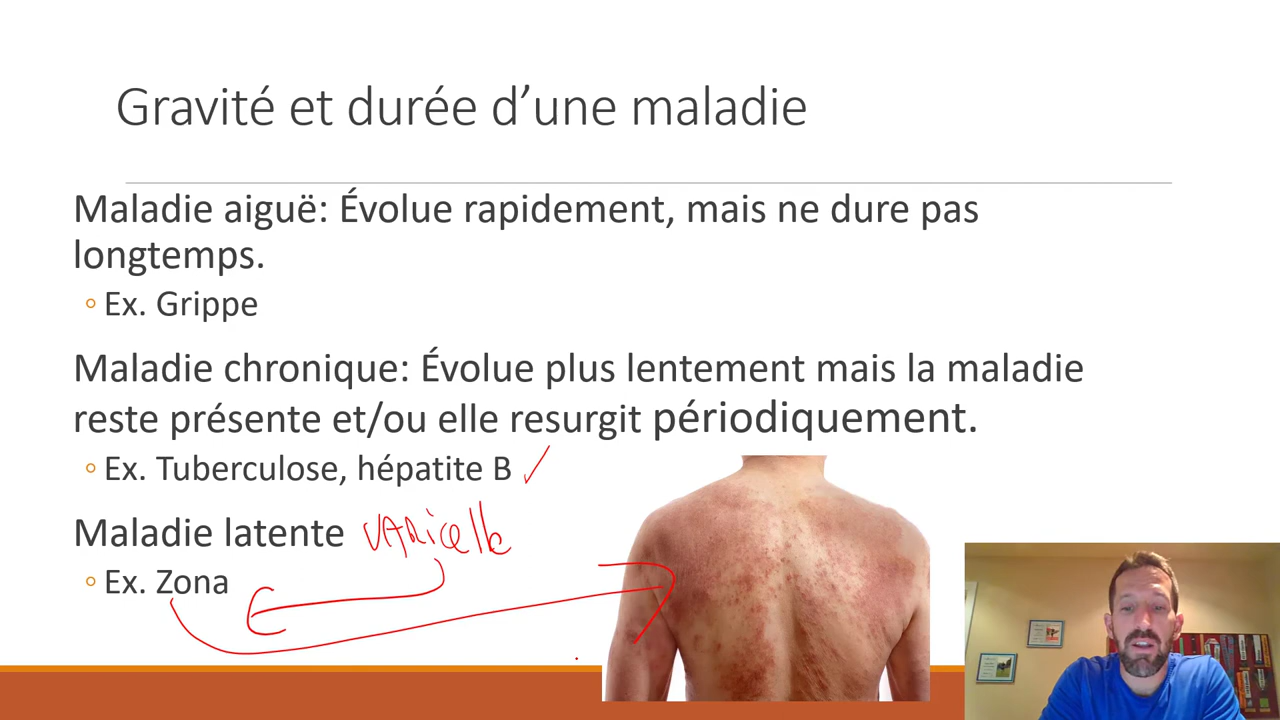 Gravité et durée d’une maladie
Maladie aiguë: Évolue rapidement, mais ne dure pas
longtemps.
Ex. Grippe
Maladie chronique: Évolue plus lentement mais la maladie
reste présente et/ou elle resurgit périodiquement.
Ex. Tuberculose, hépatite B
Maladie latente VARicelle
Ex. Zona